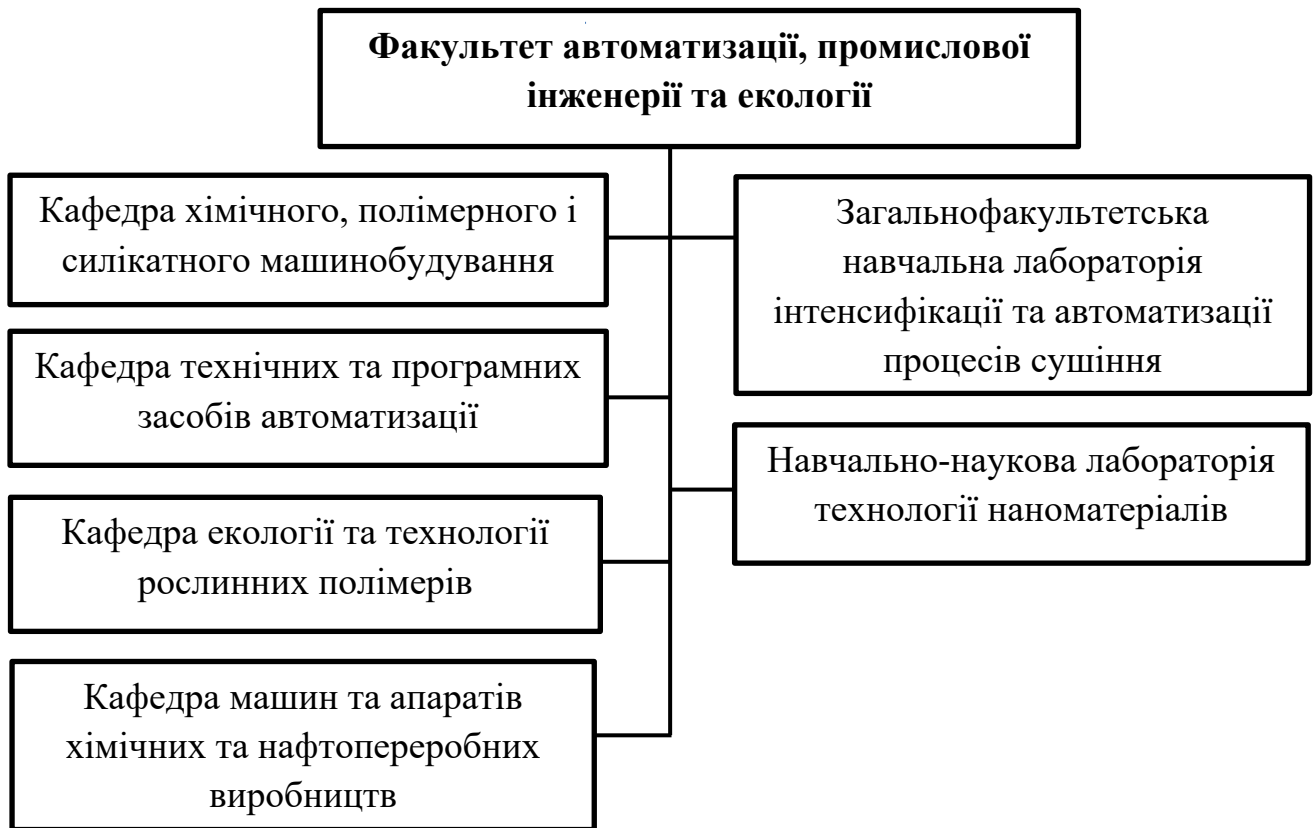 Факультет автоматизації, промислової
інженерії та екології
Кафедра хімічного, полімерного і
силікатного машинобудування
Кафедра технічних та програмних
засобів автоматизації
Кафедра екології та технології
рослинних полімерів
Кафедра машин та апаратів
хімічних та нафтопереробних
виробництв
Загальнофакультетська
навчальна лабораторія
інтенсифікації та автоматизації
процесів сушіння
Навчально-наукова лабораторія
технології наноматеріалів